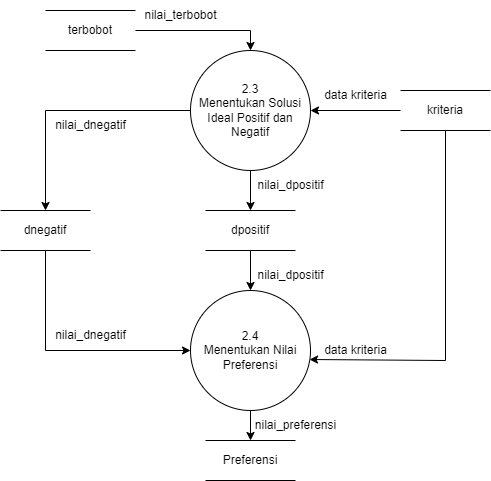 nilai_terbobot
terbobot
2.3
Menentukan Solusi
Ideal Positif dan
Negatif
data kriteria
kriteria
nilai_dnegatif
nilai_dpositif
dnegatif
dpositif
nilai_dpositif
nilai_dnegatif
2.4
Menentukan Nilai
Preferensi
data kriteria
nilai_preferensi
Preferensi